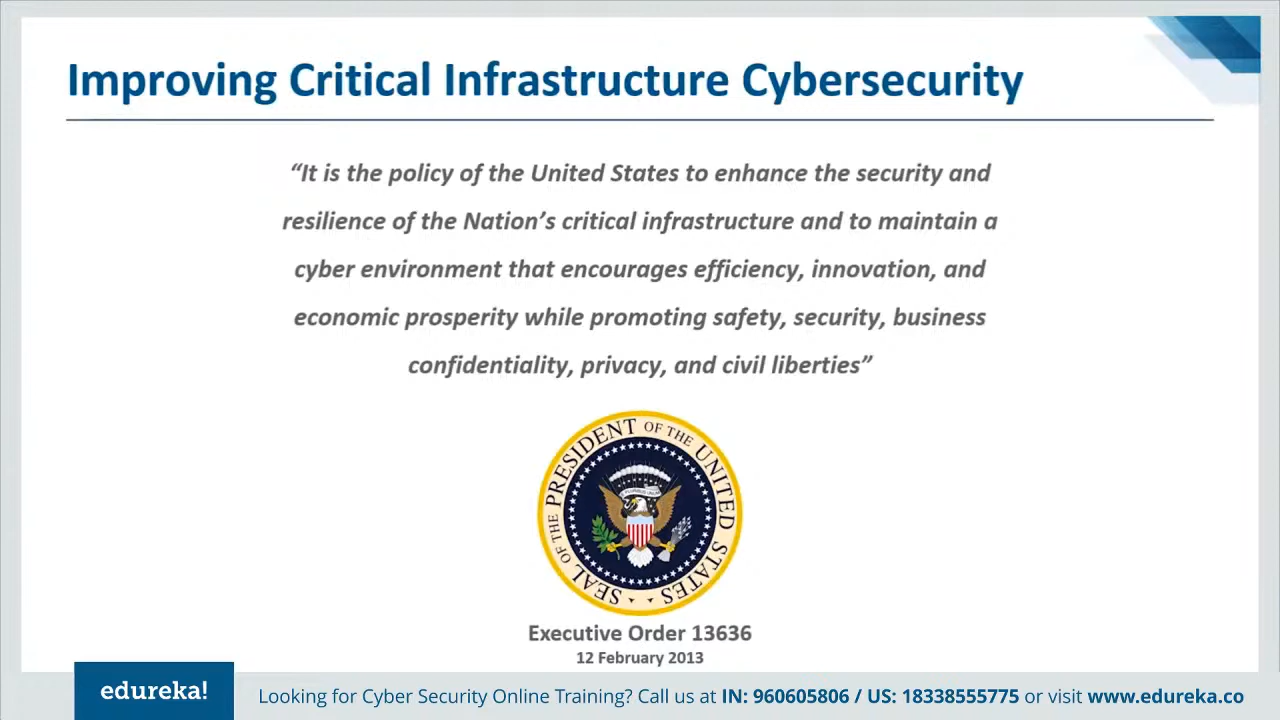 Improving Critical Infrastructure Cybersecurity
“It is the policy of the United States to enhance the security and
resilience of the Nation’s critical infrastructure and to maintain a
cyber environment that encourages efficiency, innovation, and
economic prosperity while promoting safety, security, business
confidentiality, privacy, and civil liberties”
SEAL OF THE PRESIDENT OF THE UNITED STATES
Executive Order 13636
12 February 2013
edureka!
Looking for Cyber Security Online Training? Call us at IN: 960605806 / US: 18338555775 or visit www.edureka.co